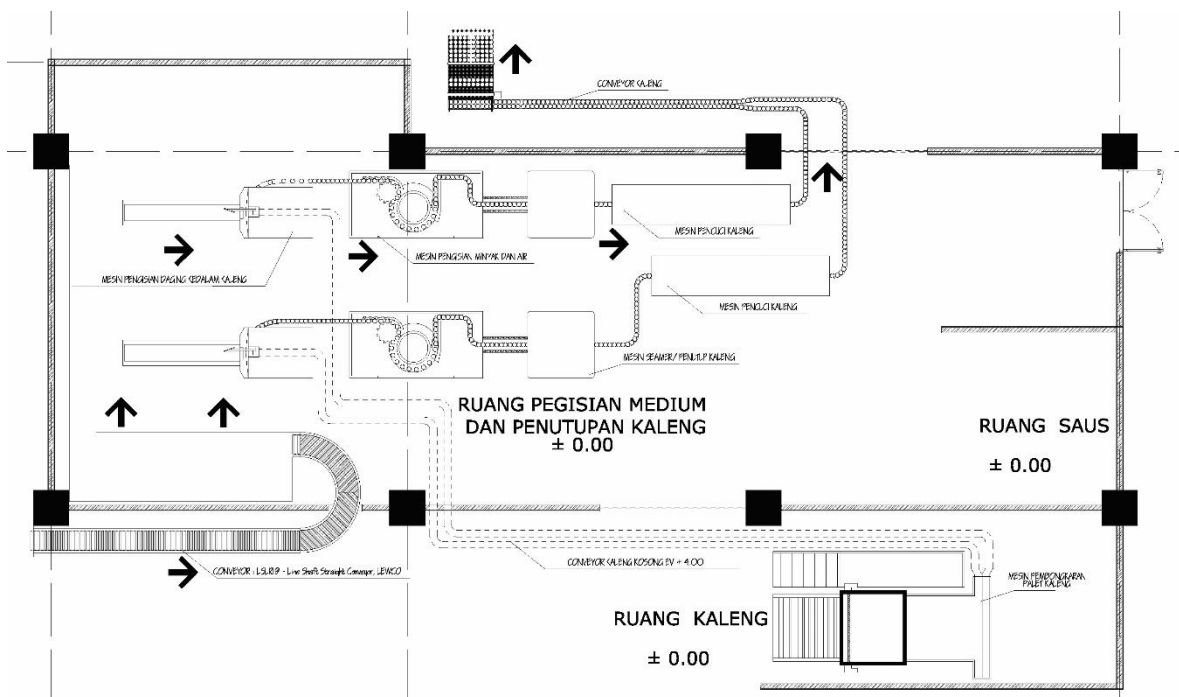 CONVEYOR KALENG
MESIN PENCUCI KALENG
MESIN PENGISIAN MINYAK DAN AIR
MESIN PENGISIAN DAGING KEDALAM KALENG
MESIN PENCUCI KALENG
MESIN SEAMER/ PENUTUP KALENG
RUANG PEGISIAN MEDIUM
DAN PENUTUPAN KALENG
± 0.00
RUANG SAUS
± 0.00
CONVEYOR : LSLR19 - Line Shaft Straight Conveyor, LEWCO
CONVEYOR KALENG KOSONG EV + 4.00
MESIN PEMBONGKARAN
PALET KALENG
RUANG KALENG
± 0.00